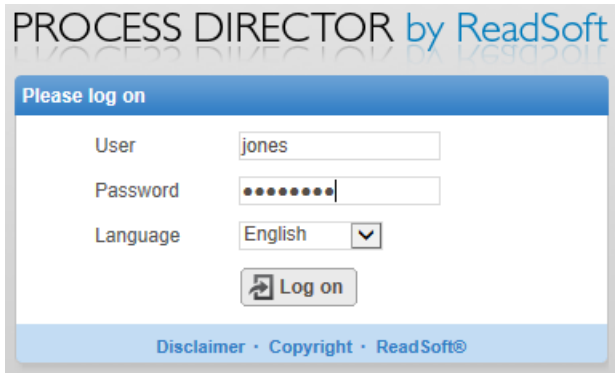 PROCESS DIRECTOR by ReadSoft
Please log on
User jones
Password ••••••••
Language English
Log on
Disclaimer · Copyright · ReadSoft®